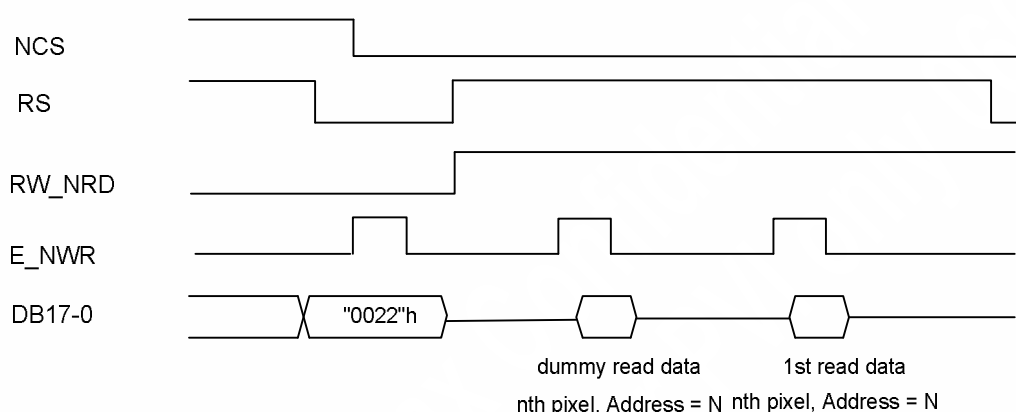 NCS
RS
RW_NRD
E_NWR
DB17-0
"0022"h
dummy read data
1st read data
nth pixel, Address = N
nth pixel, Address = N